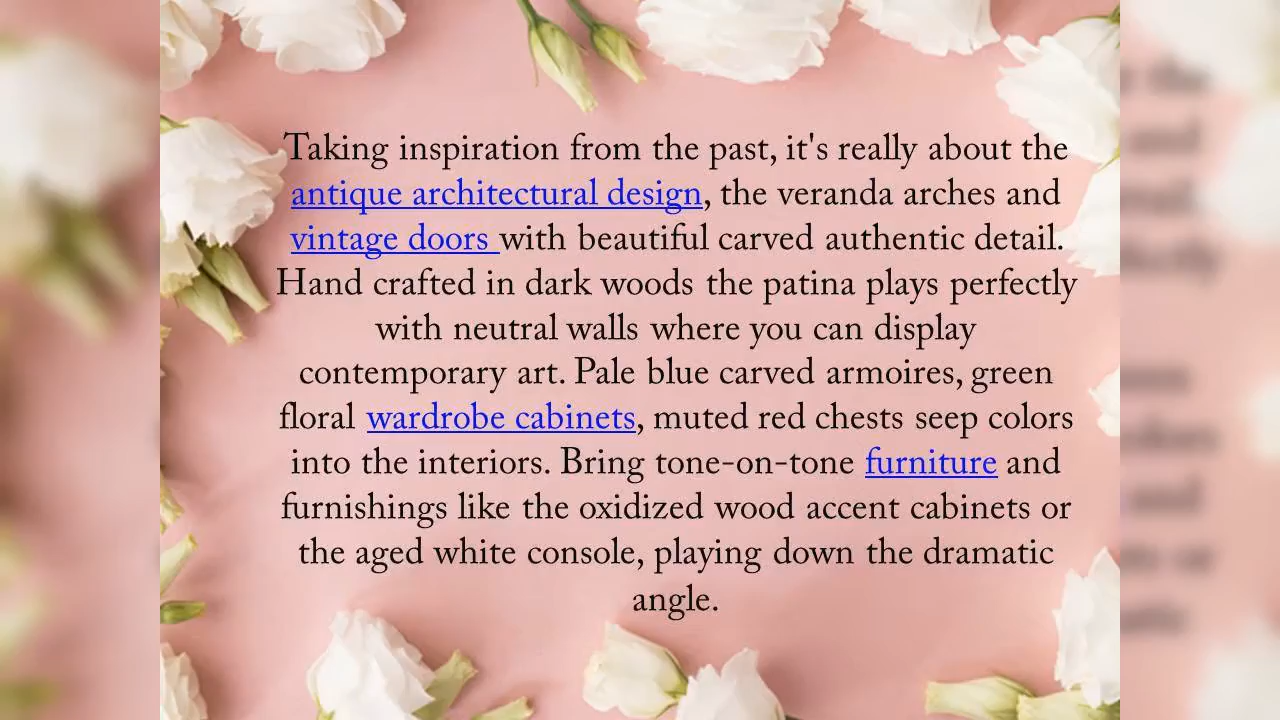 Taking inspiration from the past, it's really about the
antique architectural design, the veranda arches and
vintage doors with beautiful carved authentic detail.
Hand crafted in dark woods the patina plays perfectly
with neutral walls where you can display
contemporary art. Pale blue carved armoires, green
floral wardrobe cabinets, muted red chests seep colors
into the interiors. Bring tone-on-tone furniture and
furnishings like the oxidized wood accent cabinets or
the aged white console, playing down the dramatic
angle.